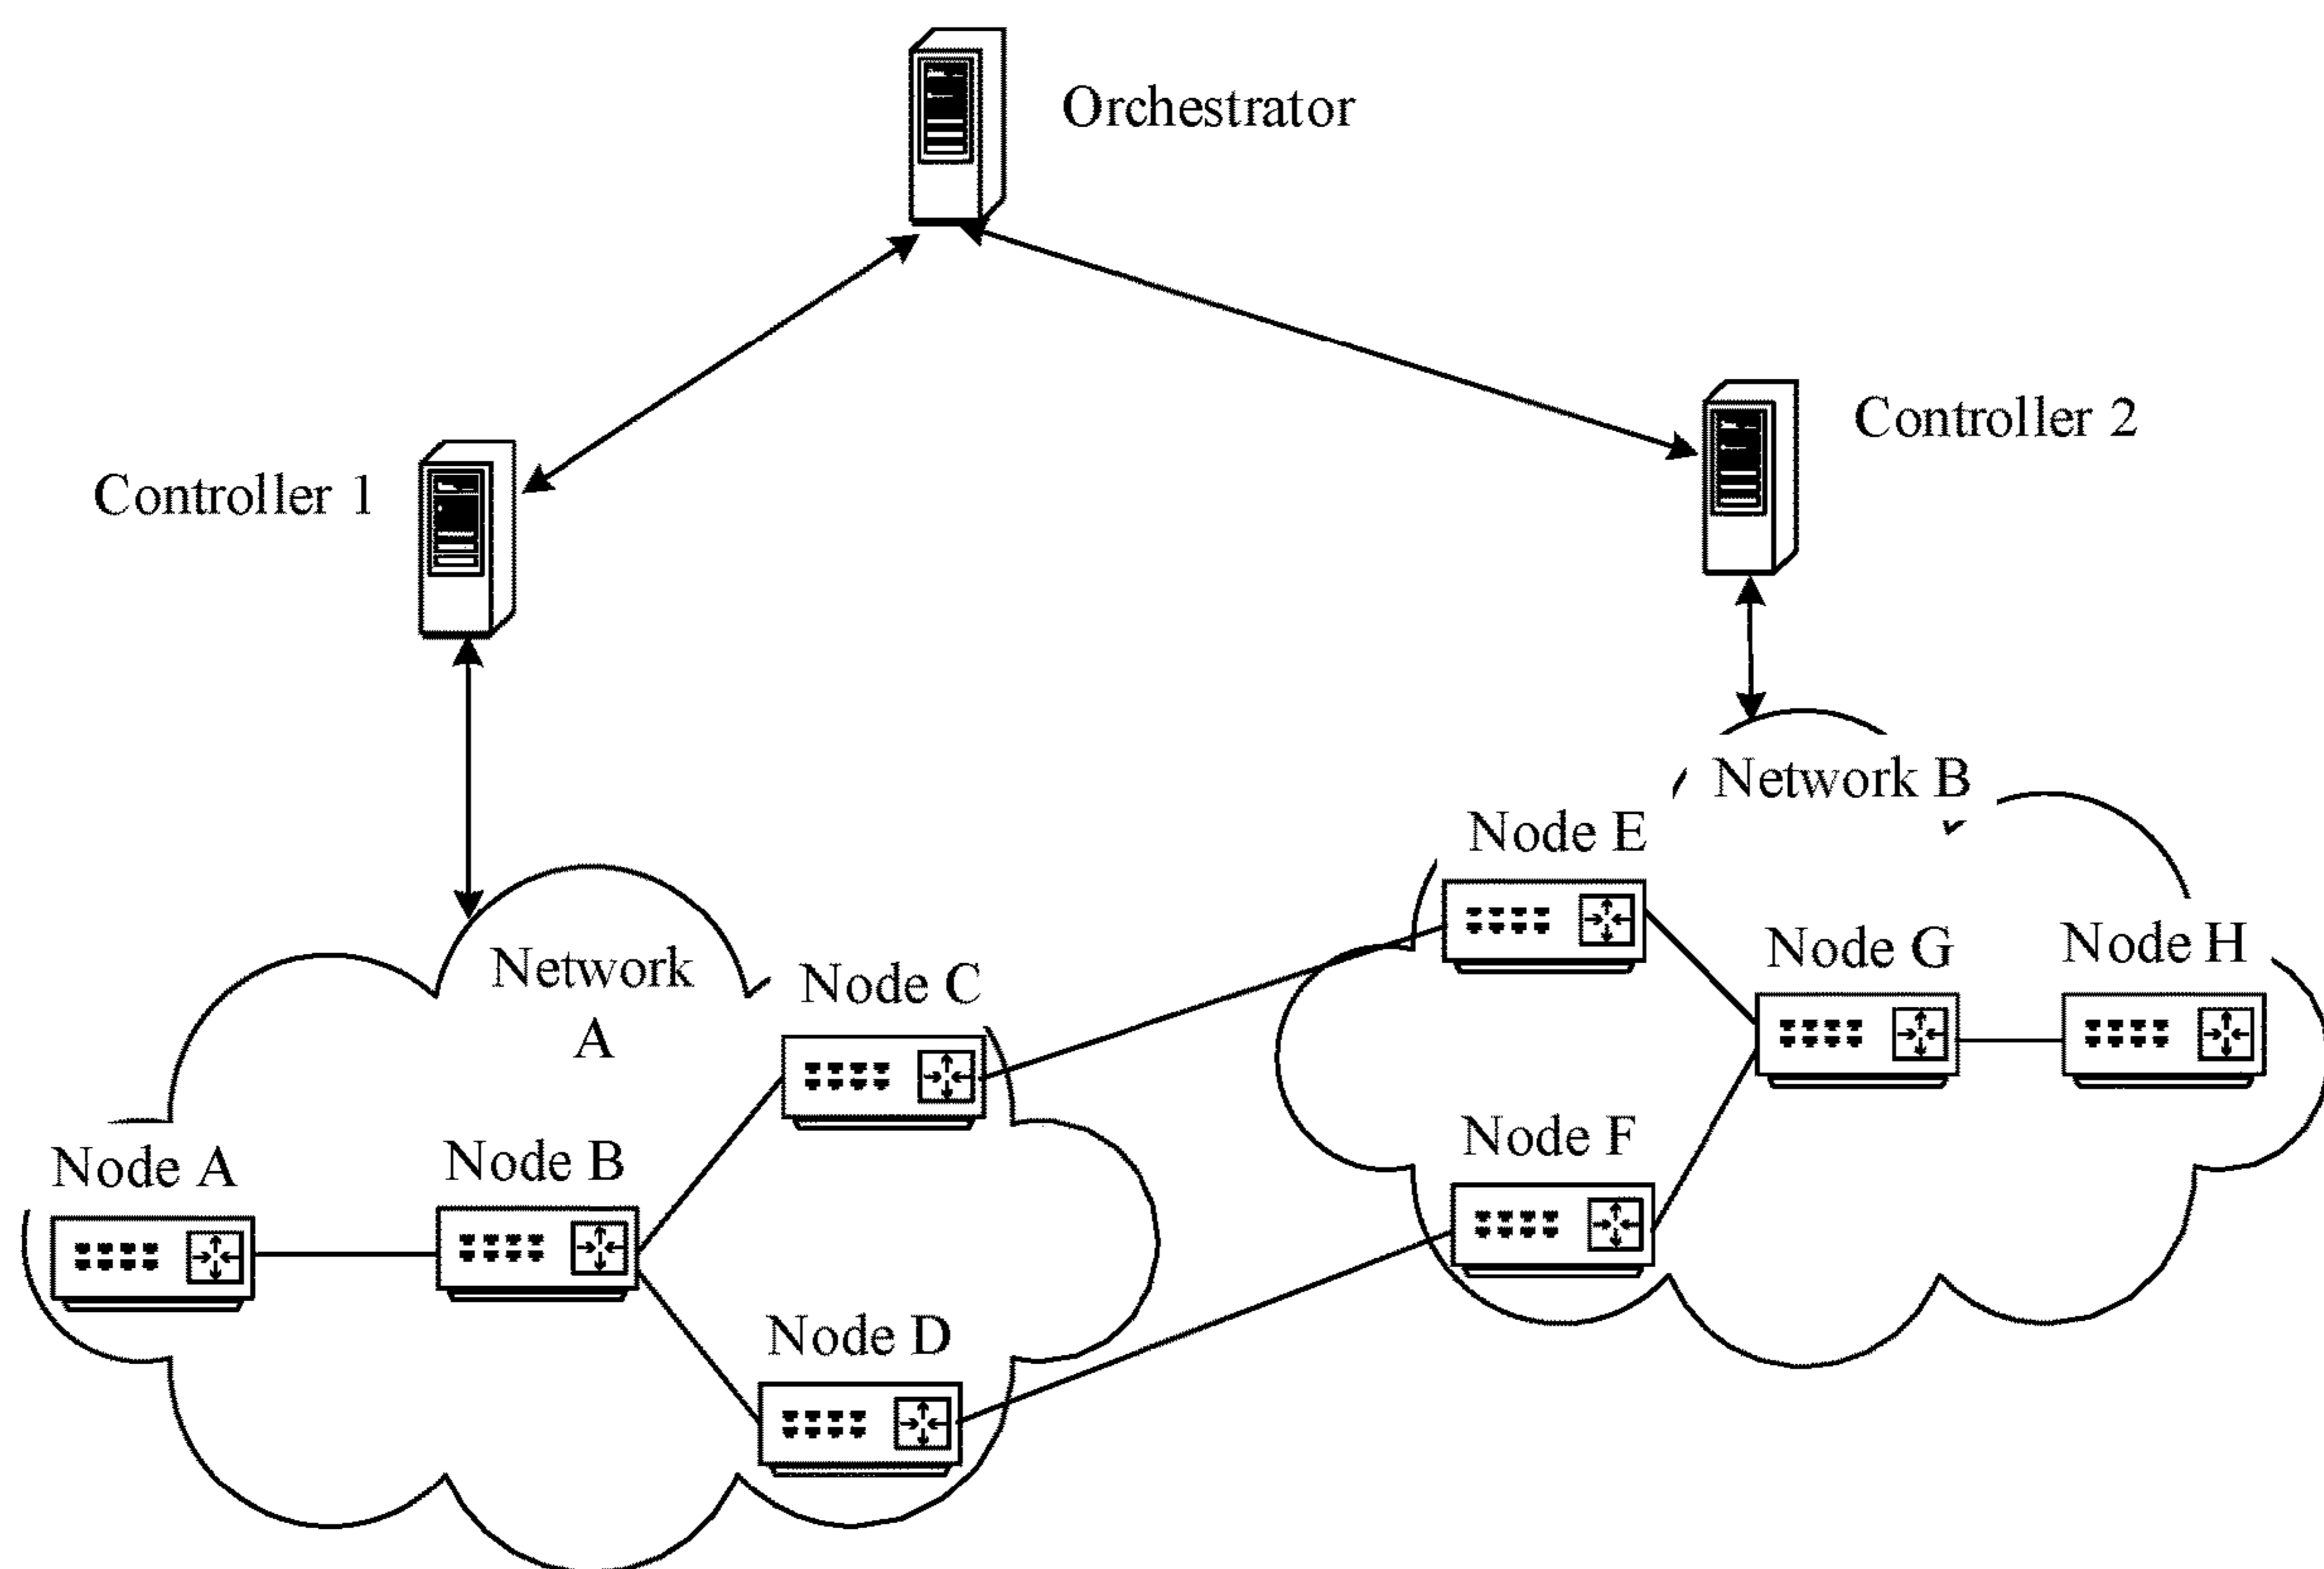 Orchestrator
Controller 2
Controller 1
Network B
Node E
Node G
Node H
Network
A
Node C
Node F
Node B
Node A
Node D